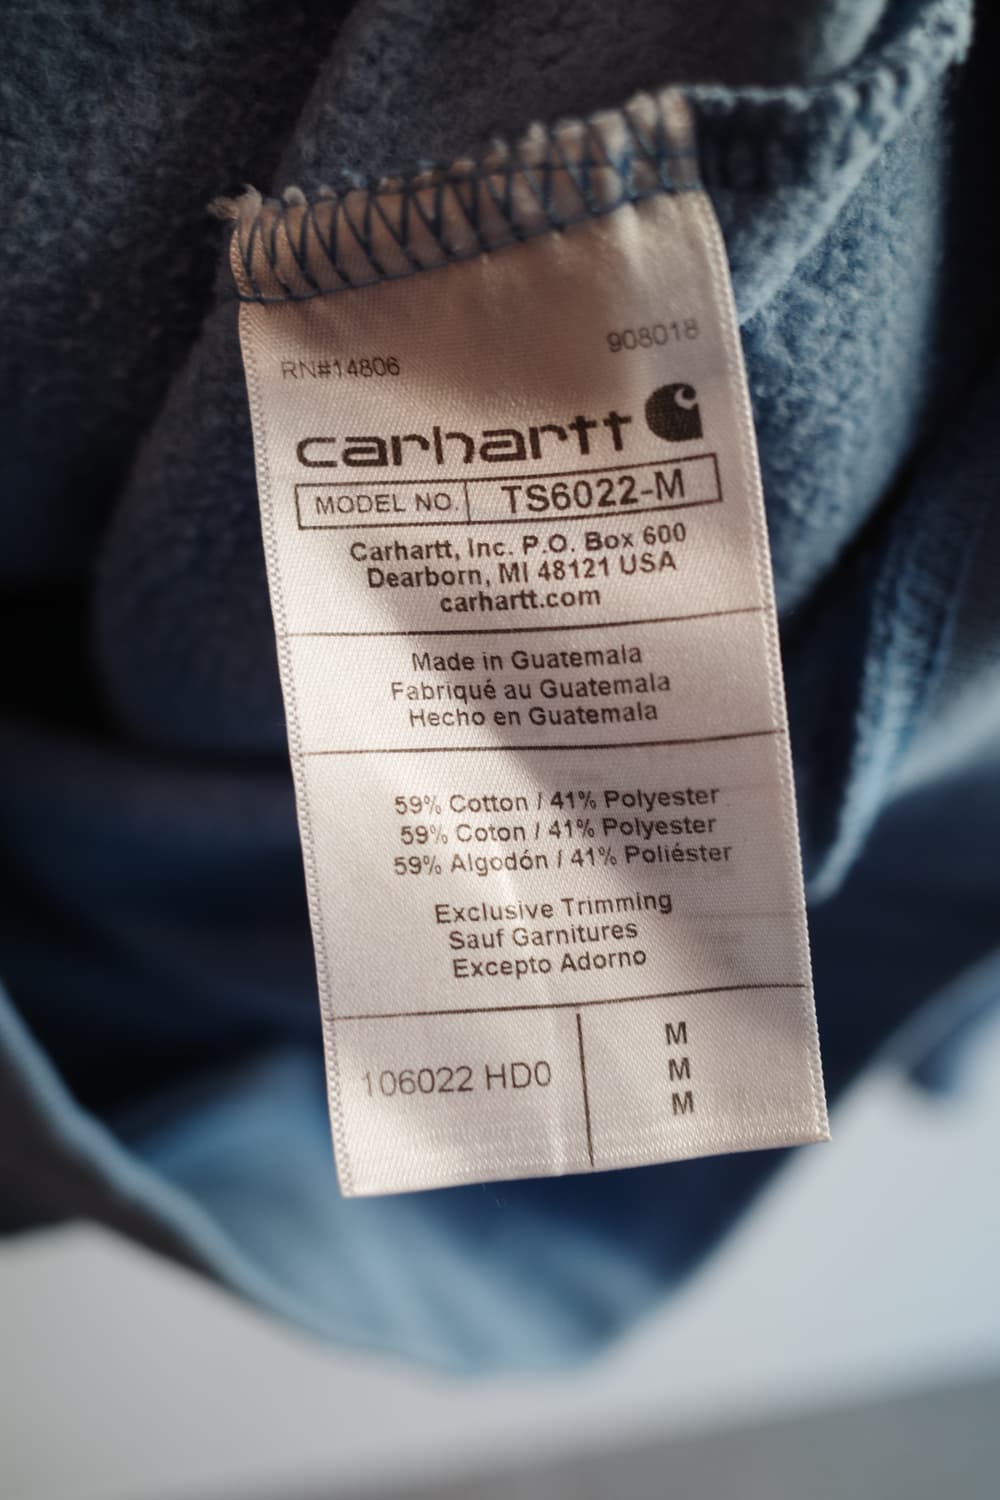 RN#14806 908018
carhartt
MODEL NO. TS6022-M
Carhartt, Inc. P.O. Box 600
Dearborn, MI 48121 USA
carhartt.com
Made in Guatemala
Fabriqué au Guatemala
Hecho en Guatemala
59% Cotton / 41% Polyester
59% Coton / 41% Polyester
59% Algodón / 41% Poliéster
Exclusive Trimming
Sauf Garnitures
Excepto Adorno
106022 HD0
M
M
M